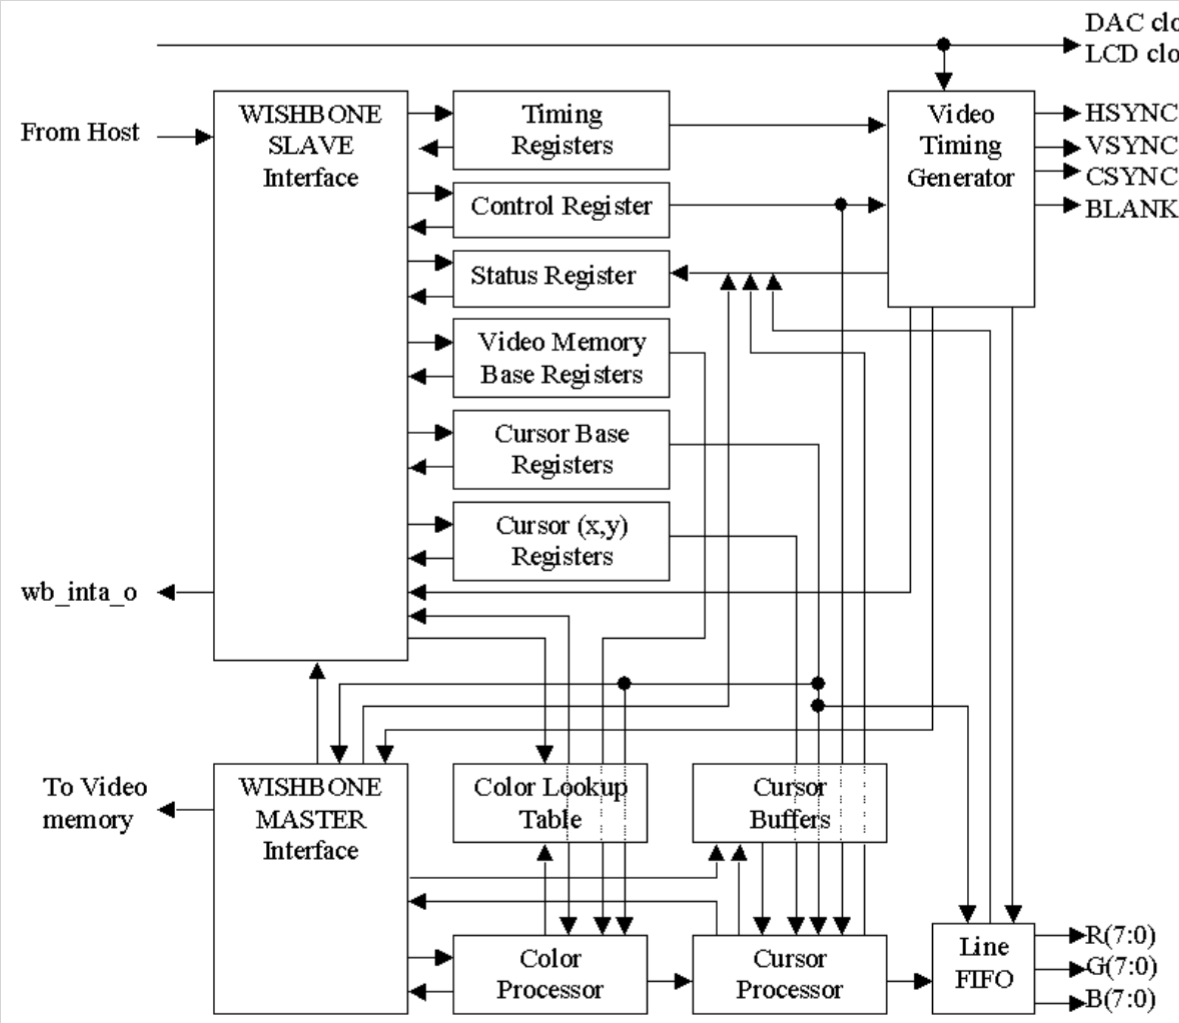 DAC clo
LCD clo
WISHBONE
SLAVE
Interface
From Host
Timing
Registers
Video
Timing
Generator
HSYNC
VSYNC
CSYNC
BLANK
Control Register
Status Register
Video Memory
Base Registers
Cursor Base
Registers
Cursor (x,y)
Registers
wb_inta_o
To Video
memory
WISHBONE
MASTER
Interface
Color Lookup
Table
Cursor
Buffers
Color
Processor
Cursor
Processor
Line
FIFO
R(7:0)
G(7:0)
B(7:0)